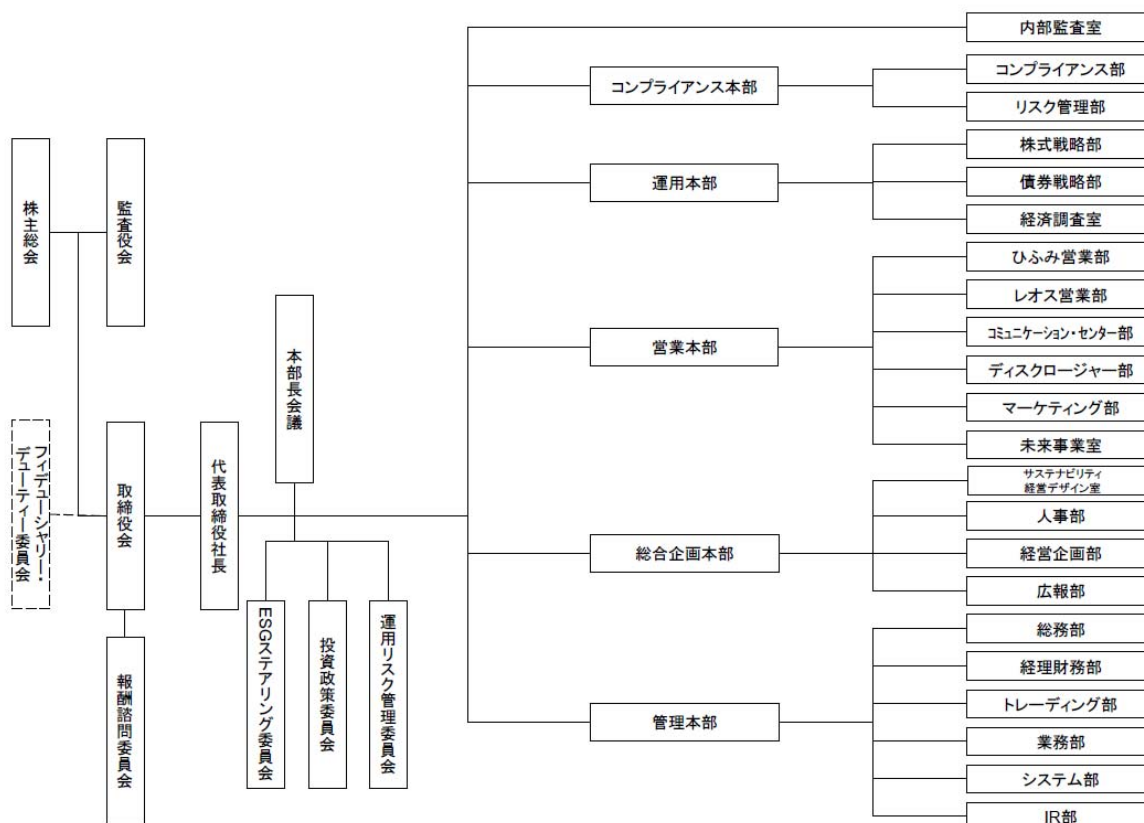 株主総会
監査役会
フィデューシャリー・
デューティー委員会
取締役会
報酬諮問委員会
代表取締役社長
本部長会議
ESGステアリング委員会
投資政策委員会
運用リスク管理委員会
内部監査室
コンプライアンス本部
コンプライアンス部
リスク管理部
運用本部
株式戦略部
債券戦略部
経済調査室
営業本部
ひふみ営業部
レオス営業部
コミュニケーション・センター部
ディスクロージャー部
マーケティング部
未来事業室
総合企画本部
サステナビリティ
経営デザイン室
人事部
経営企画部
広報部
管理本部
総務部
経理財務部
トレーディング部
業務部
システム部
IR部